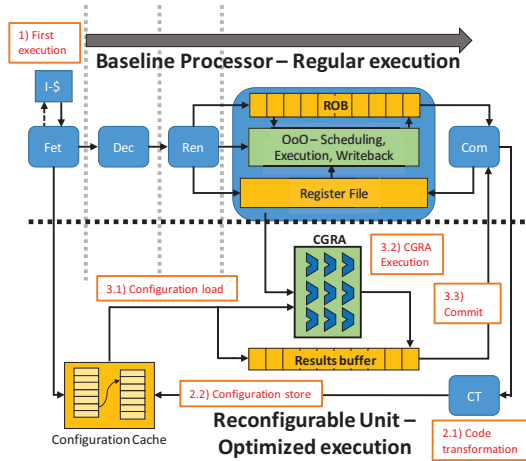 1) First
execution
Baseline Processor – Regular execution
I-$
ROB
Fet
Dec
Ren
OoO – Scheduling,
Execution, Writeback
Com
Register File
CGRA
3.2) CGRA
Execution
3.1) Configuration load
3.3)
Commit
Results buffer
2.2) Configuration store
CT
Configuration Cache
Reconfigurable Unit –
Optimized execution
2.1) Code
transformation